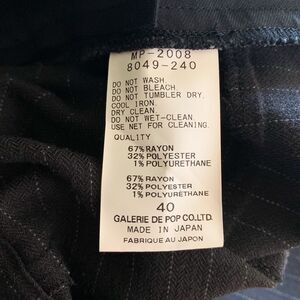 MP-2008
8049-240
DO NOT WASH.
DO NOT BLEACH
DO NOT TUMBLER DRY.
COOL IRON.
DRY CLEAN.
DO NOT WET-CLEAN
USE NET FOR CLEANING.
QUALITY
67% RAYON
32% POLYESTER
1% POLYURETHANE
67% RAYON
32% POLYESTER
1% POLYURÉTHANE
40
GALERIE DE POP CO.LTD.
MADE IN JAPAN
FABRIQUE AU JAPON